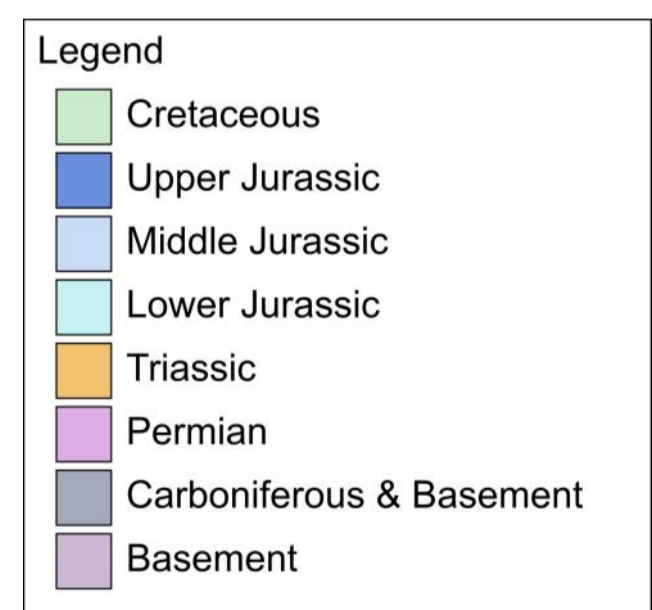 Legend
Cretaceous
Upper Jurassic
Middle Jurassic
Lower Jurassic
Triassic
Permian
Carboniferous & Basement
Basement